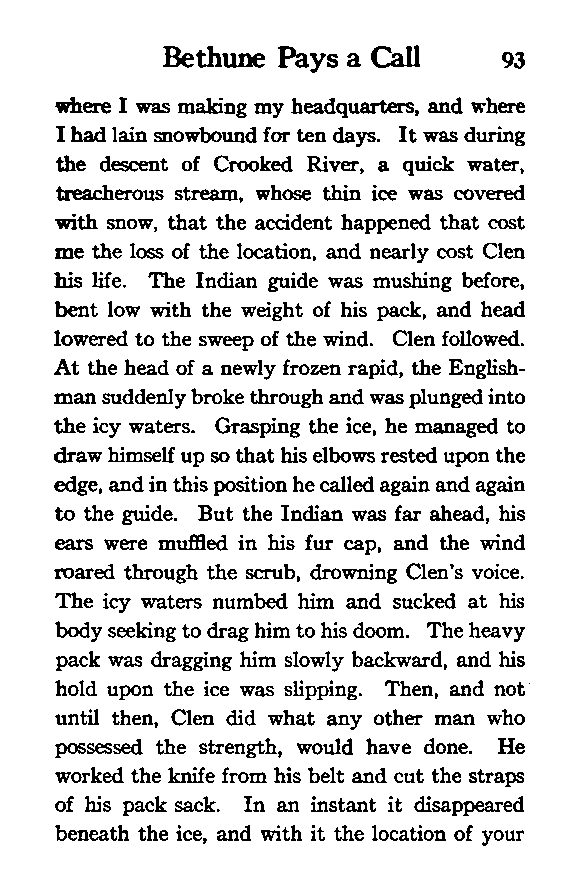 Bethune Pays a Call 93
where I was making my headquarters, and where
I had lain snowbound for ten days. It was during
the descent of Crooked River, a quick water,
treacherous stream, whose thin ice was covered
with snow, that the accident happened that cost
me the loss of the location, and nearly cost Clen
his life. The Indian guide was mushing before,
bent low with the weight of his pack, and head
lowered to the sweep of the wind. Clen followed.
At the head of a newly frozen rapid, the English-
man suddenly broke through and was plunged into
the icy waters. Grasping the ice, he managed to
draw himself up so that his elbows rested upon the
edge, and in this position he called again and again
to the guide. But the Indian was far ahead, his
ears were muffled in his fur cap, and the wind
roared through the scrub, drowning Clen's voice.
The icy waters numbed him and sucked at his
body seeking to drag him to his doom. The heavy
pack was dragging him slowly backward, and his
hold upon the ice was slipping. Then, and not
until then, Clen did what any other man who
possessed the strength, would have done. He
worked the knife from his belt and cut the straps
of his pack sack. In an instant it disappeared
beneath the ice, and with it the location of your